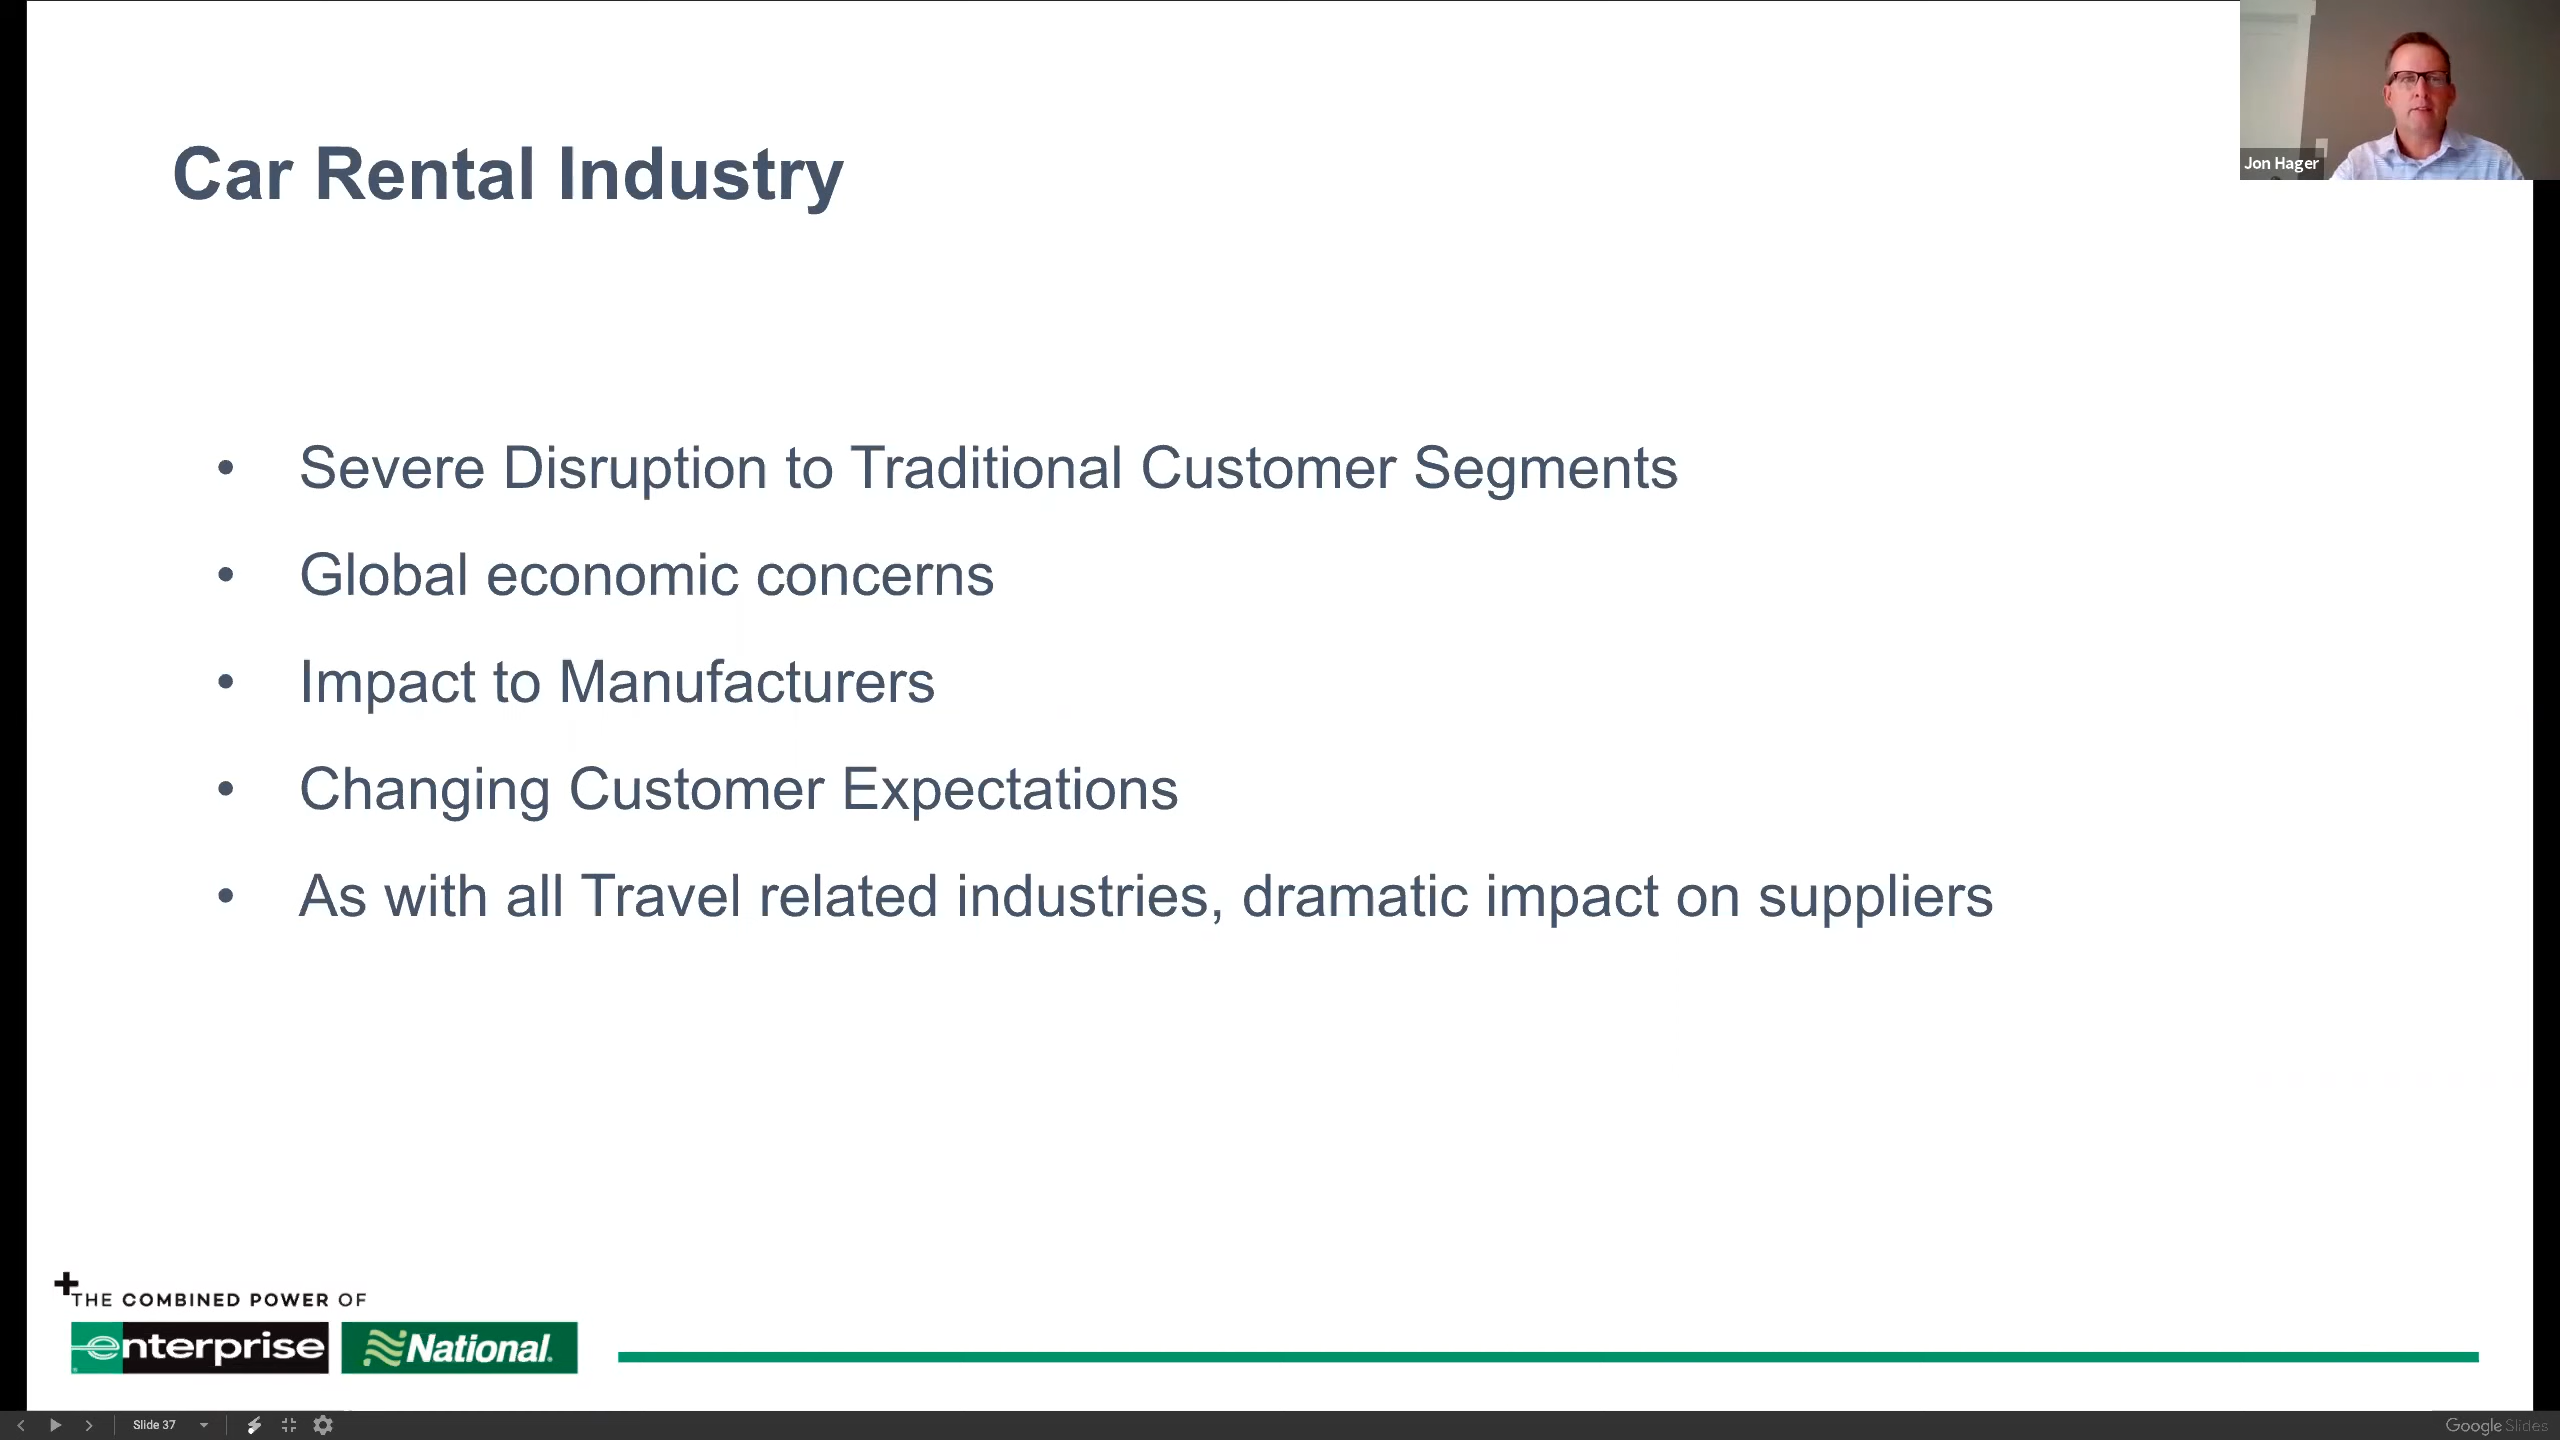 Jon Hager
Car Rental Industry
• Severe Disruption to Traditional Customer Segments
• Global economic concerns
• Impact to Manufacturers
• Changing Customer Expectations
• As with all Travel related industries, dramatic impact on suppliers
THE COMBINED POWER OF
enterprise National
Slide 37
Google Slides